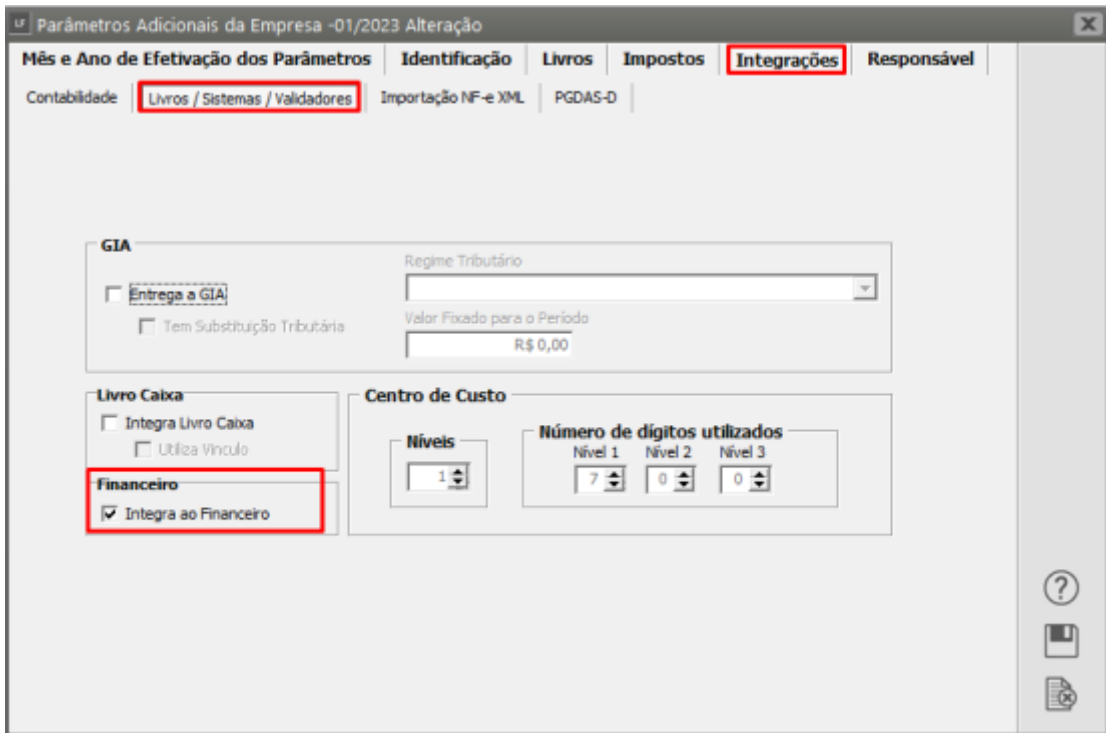 LF Parâmetros Adicionais da Empresa -01/2023 Alteração
Mês e Ano de Efetivação dos Parâmetros Identificação Livros Impostos Integrações Responsável
Contabilidade Livros / Sistemas / Validadores Importação NF-e XML PGDAS-D
GIA
Regime Tributário
Entrega a GIA
Tem Substituição Tributária
Valor Fixado para o Período
R$ 0,00
Livro Caixa
Integra Livro Caixa
Utiliza Vinculo
Financeiro
Integra ao Financeiro
Centro de Custo
Níveis
1
Número de dígitos utilizados
Nível 1 Nível 2 Nível 3
7 0 0
?